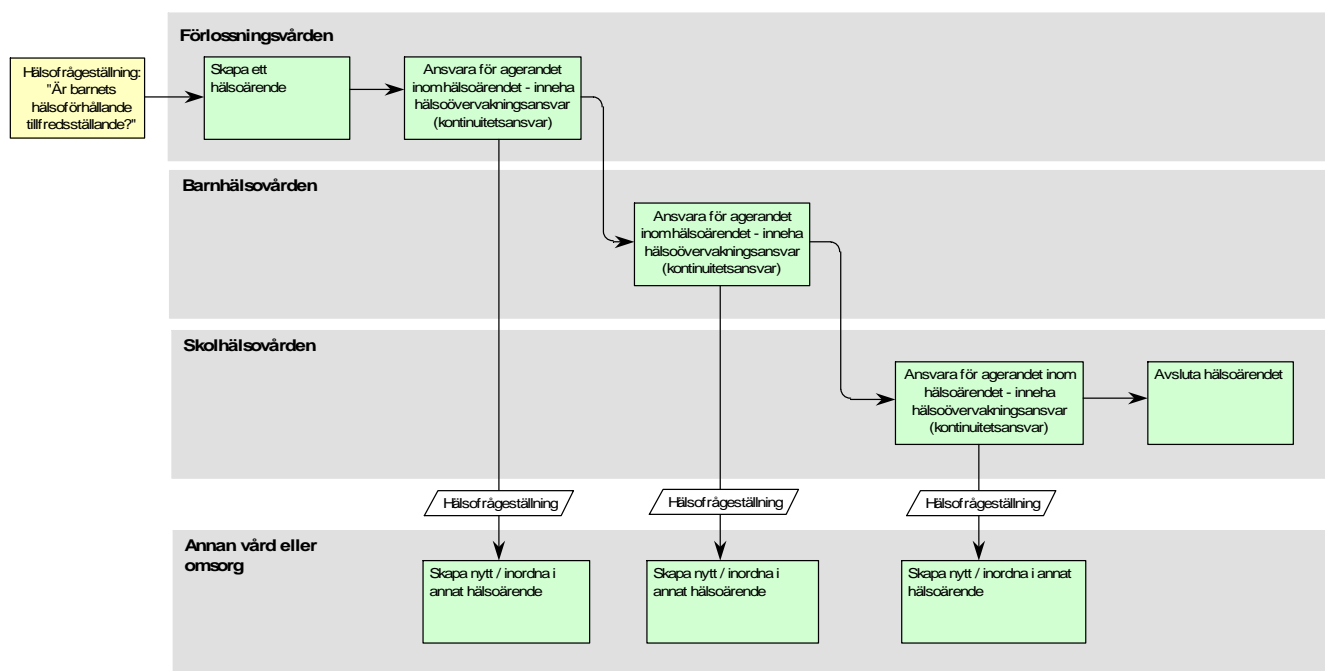 Förlossningsvården
Hälsofrågeställning:
"Är barnets
hälsoförhållande
tillfredsställande?"
Skapa ett
hälsoärende
Ansvara för agerandet
inom hälsoärendet - inneha
hälsoövervakningsansvar
(kontinuitetsansvar)
Barnhälsovården
Ansvara för agerandet
inom hälsoärendet - inneha
hälsoövervakningsansvar
(kontinuitetsansvar)
Skolhälsovården
Ansvara för agerandet inom
hälsoärendet - inneha
hälsoövervakningsansvar
(kontinuitetsansvar)
Avsluta hälsoärendet
Hälsofrågeställning
Hälsofrågeställning
Hälsofrågeställning
Annan vård eller
omsorg
Skapa nytt / inordna i
annat hälsoärende
Skapa nytt / inordna i
annat hälsoärende
Skapa nytt / inordna i annat
hälsoärende